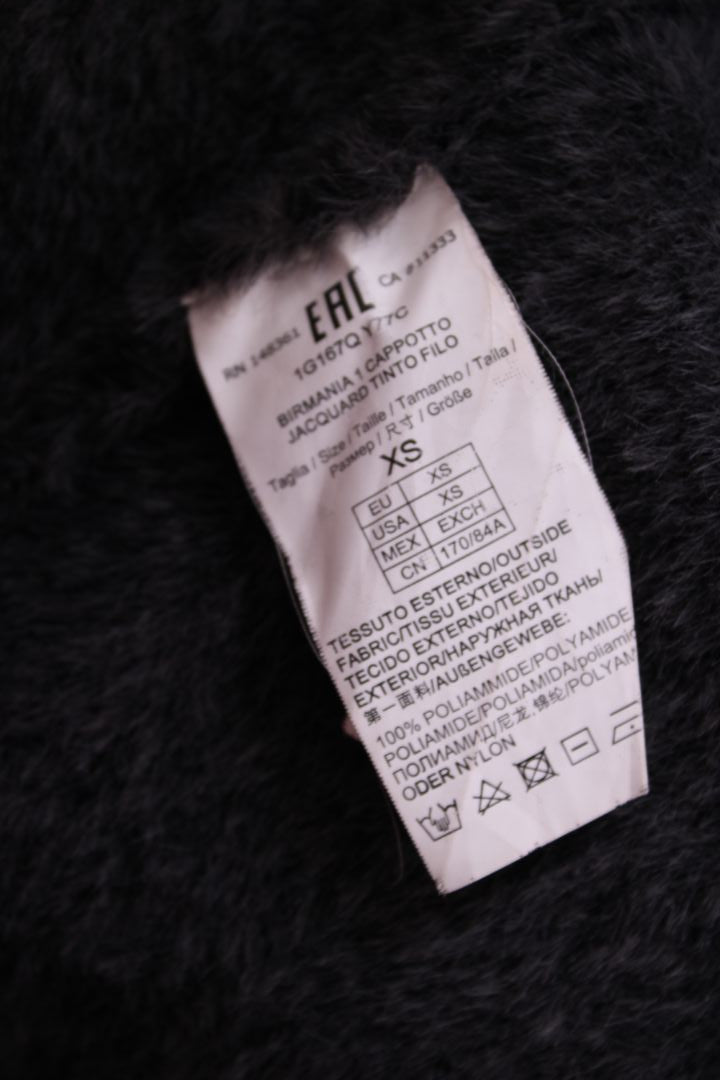 RN 148361 EAC CA #11333
1G167Q Y77C
BIRMANIA 1 CAPPOTTO
JACQUARD TINTO FILO
Taglia / Size / Taille / Tamanho / Talla /
Размер / 尺寸 / Größe
XS
EU XS
USA XS
MEX EXCH
CN 170/84A
TESSUTO ESTERNO/OUTSIDE
FABRIC/TISSU EXTERIEUR/
TECIDO EXTERNO/TEJIDO
EXTERIOR/НАРУЖНАЯ ТКАНЬ/
第一面料/AUßENGEWEBE:
100% POLIAMMIDE/POLYAMIDE
POLIAMIDE/POLIAMIDA/poliamid
ПОЛИАМИД/尼龙.锦纶/POLYAM
ODER NYLON